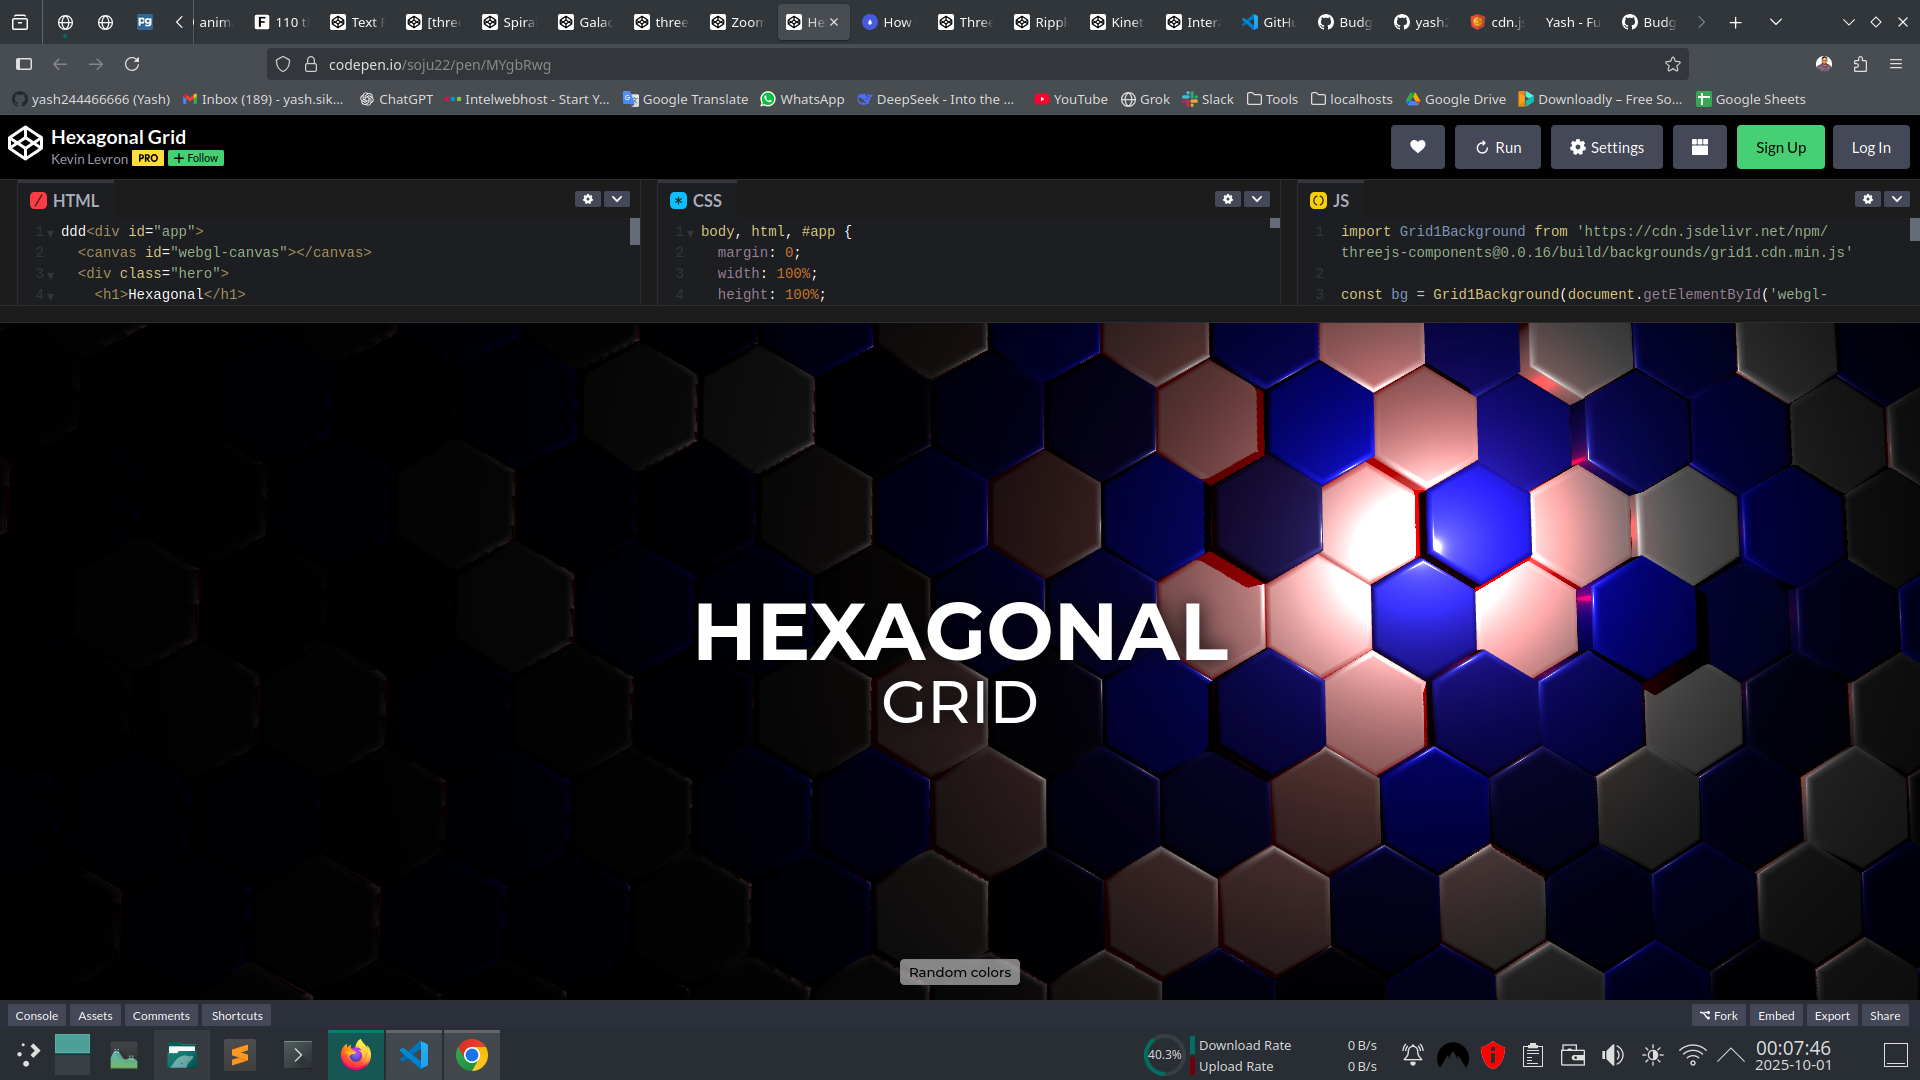 anim
110 t
Text F
[three
Spiral
Galac
three
Zoom
He
How
Three
Rippl
Kinet
Inter
GitHu
Budg
yash2
cdn.j
Yash - Fu
Budg
codepen.io/soju22/pen/MYgbRwg
yash244466666 (Yash)
Inbox (189) - yash.sik...
ChatGPT
Intelwebhost - Start Y...
Google Translate
WhatsApp
DeepSeek - Into the ...
YouTube
Grok
Slack
Tools
localhosts
Google Drive
Downloadly – Free So...
Google Sheets
Hexagonal Grid
Kevin Levron PRO + Follow
Run
Settings
Sign Up
Log In
HTML
1 ddd<div id="app">
2 <canvas id="webgl-canvas"></canvas>
3 <div class="hero">
4 <h1>Hexagonal</h1>
CSS
1 body, html, #app {
2 margin: 0;
3 width: 100%;
4 height: 100%;
JS
1 import Grid1Background from 'https://cdn.jsdelivr.net/npm/
threejs-components@0.0.16/build/backgrounds/grid1.cdn.min.js'
2
3 const bg = Grid1Background(document.getElementById('webgl-
HEXAGONAL
GRID
Random colors
Console
Assets
Comments
Shortcuts
Fork
Embed
Export
Share
40.3%
Download Rate 0 B/s
Upload Rate 0 B/s
00:07:46
2025-10-01